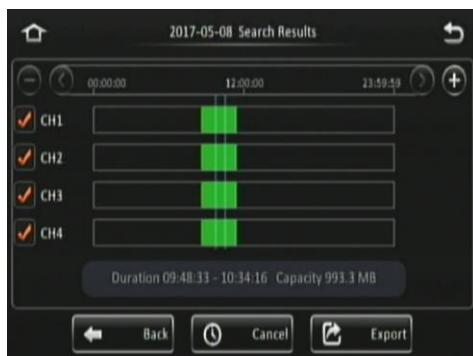 2017-05-08 Search Results
00:00:00 12:00:00 23:59:59
CH1
CH2
CH3
CH4
Duration 09:48:33 - 10:34:16 Capacity 993.3 MB
Back Cancel Export